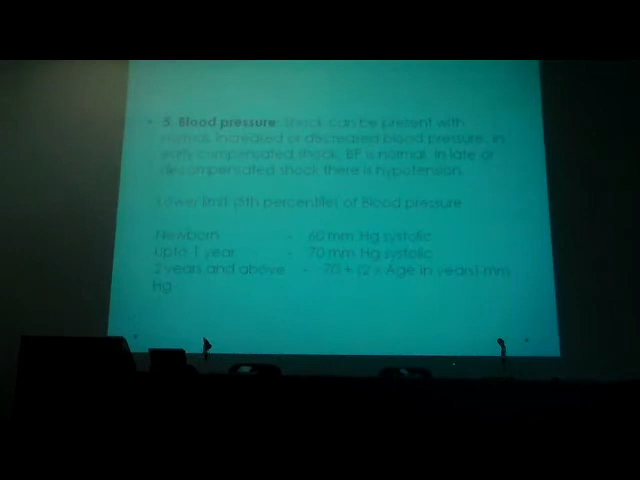 • 5. Blood pressure: Shock can be present with
normal, increased or decreased blood pressure. In
early compensated shock, BP is normal. In late or
decompensated shock there is hypotension.
Lower limit (5th percentile) of Blood pressure
Newborn - 60 mm Hg systolic
Upto 1 year - 70 mm Hg systolic
2 years and above - 70 + (2 x Age in years) mm
Hg